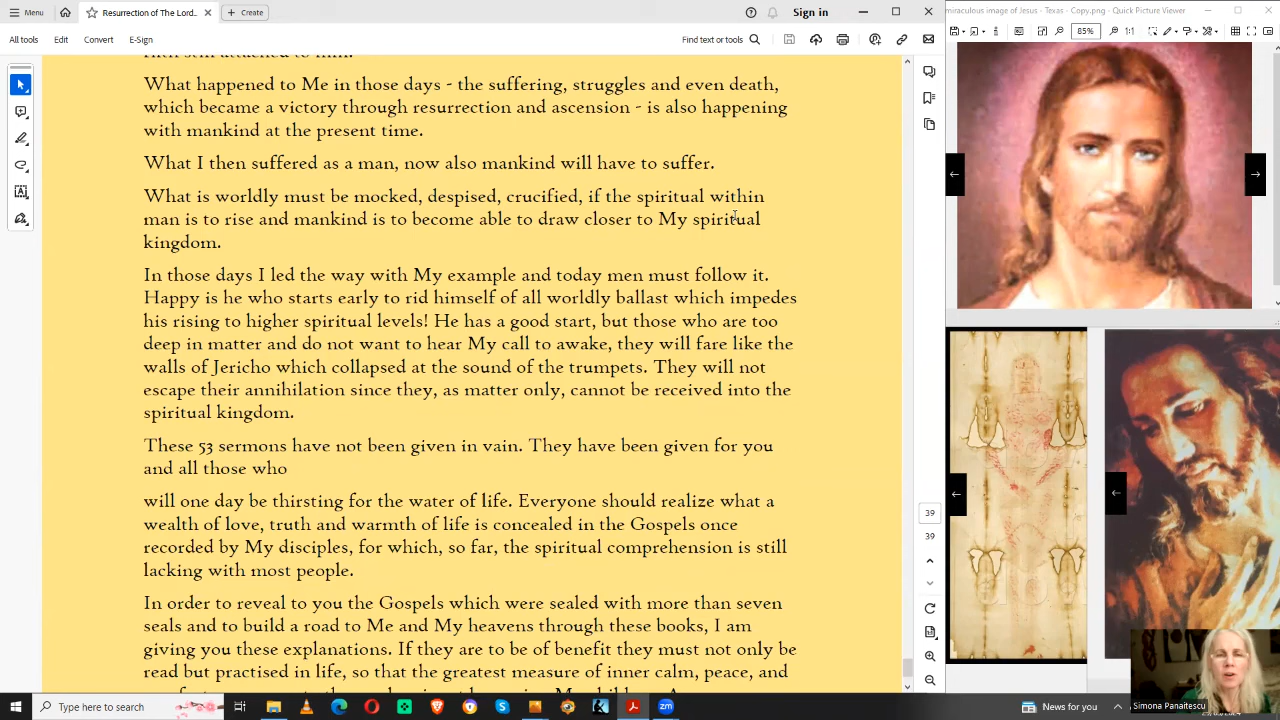 Menu
Resurrection of The Lord..
Create
Sign in
All tools
Edit
Convert
E-Sign
Find text or tools
What happened to Me in those days - the suffering, struggles and even death,
which became a victory through resurrection and ascension - is also happening
with mankind at the present time.
What I then suffered as a man, now also mankind will have to suffer.
What is worldly must be mocked, despised, crucified, if the spiritual within
man is to rise and mankind is to become able to draw closer to My spiritual
kingdom.
In those days I led the way with My example and today men must follow it.
Happy is he who starts early to rid himself of all worldly ballast which impedes
his rising to higher spiritual levels! He has a good start, but those who are too
deep in matter and do not want to hear My call to awake, they will fare like the
walls of Jericho which collapsed at the sound of the trumpets. They will not
escape their annihilation since they, as matter only, cannot be received into the
spiritual kingdom.
These 53 sermons have not been given in vain. They have been given for you
and all those who
will one day be thirsting for the water of life. Everyone should realize what a
wealth of love, truth and warmth of life is concealed in the Gospels once
recorded by My disciples, for which, so far, the spiritual comprehension is still
lacking with most people.
In order to reveal to you the Gospels which were sealed with more than seven
seals and to build a road to Me and My heavens through these books, I am
giving you these explanations. If they are to be of benefit they must not only be
read but practised in life, so that the greatest measure of inner calm, peace, and
39
39
miraculous image of Jesus - Texas - Copy.png - Quick Picture Viewer
85%
1:1
Simona Panaitescu
Type here to search
News for you